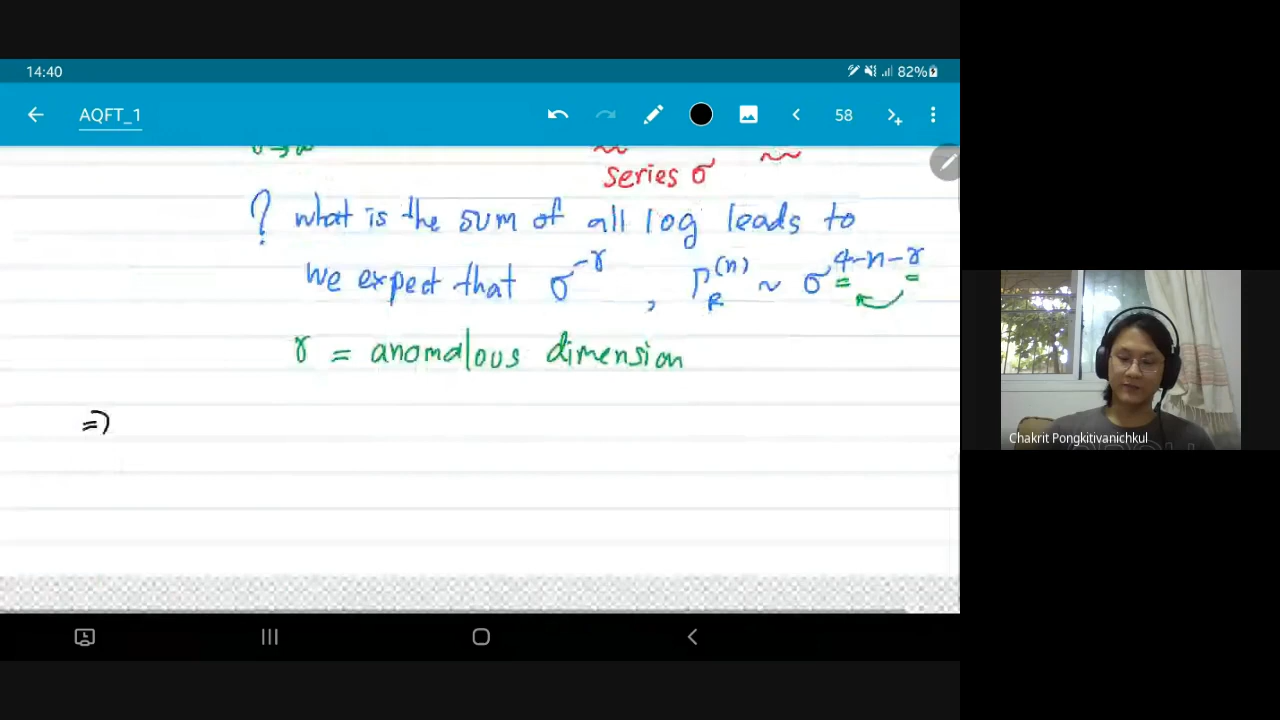 14:40
82%
AQFT_1
58
series σ
? what is the sum of all log leads to
we expect that σ^{-γ} , Γ_R^{(n)} ~ σ^{4-n-γ}
γ = anomalous dimension
⇒
Chakrit Pongkitivanichkul